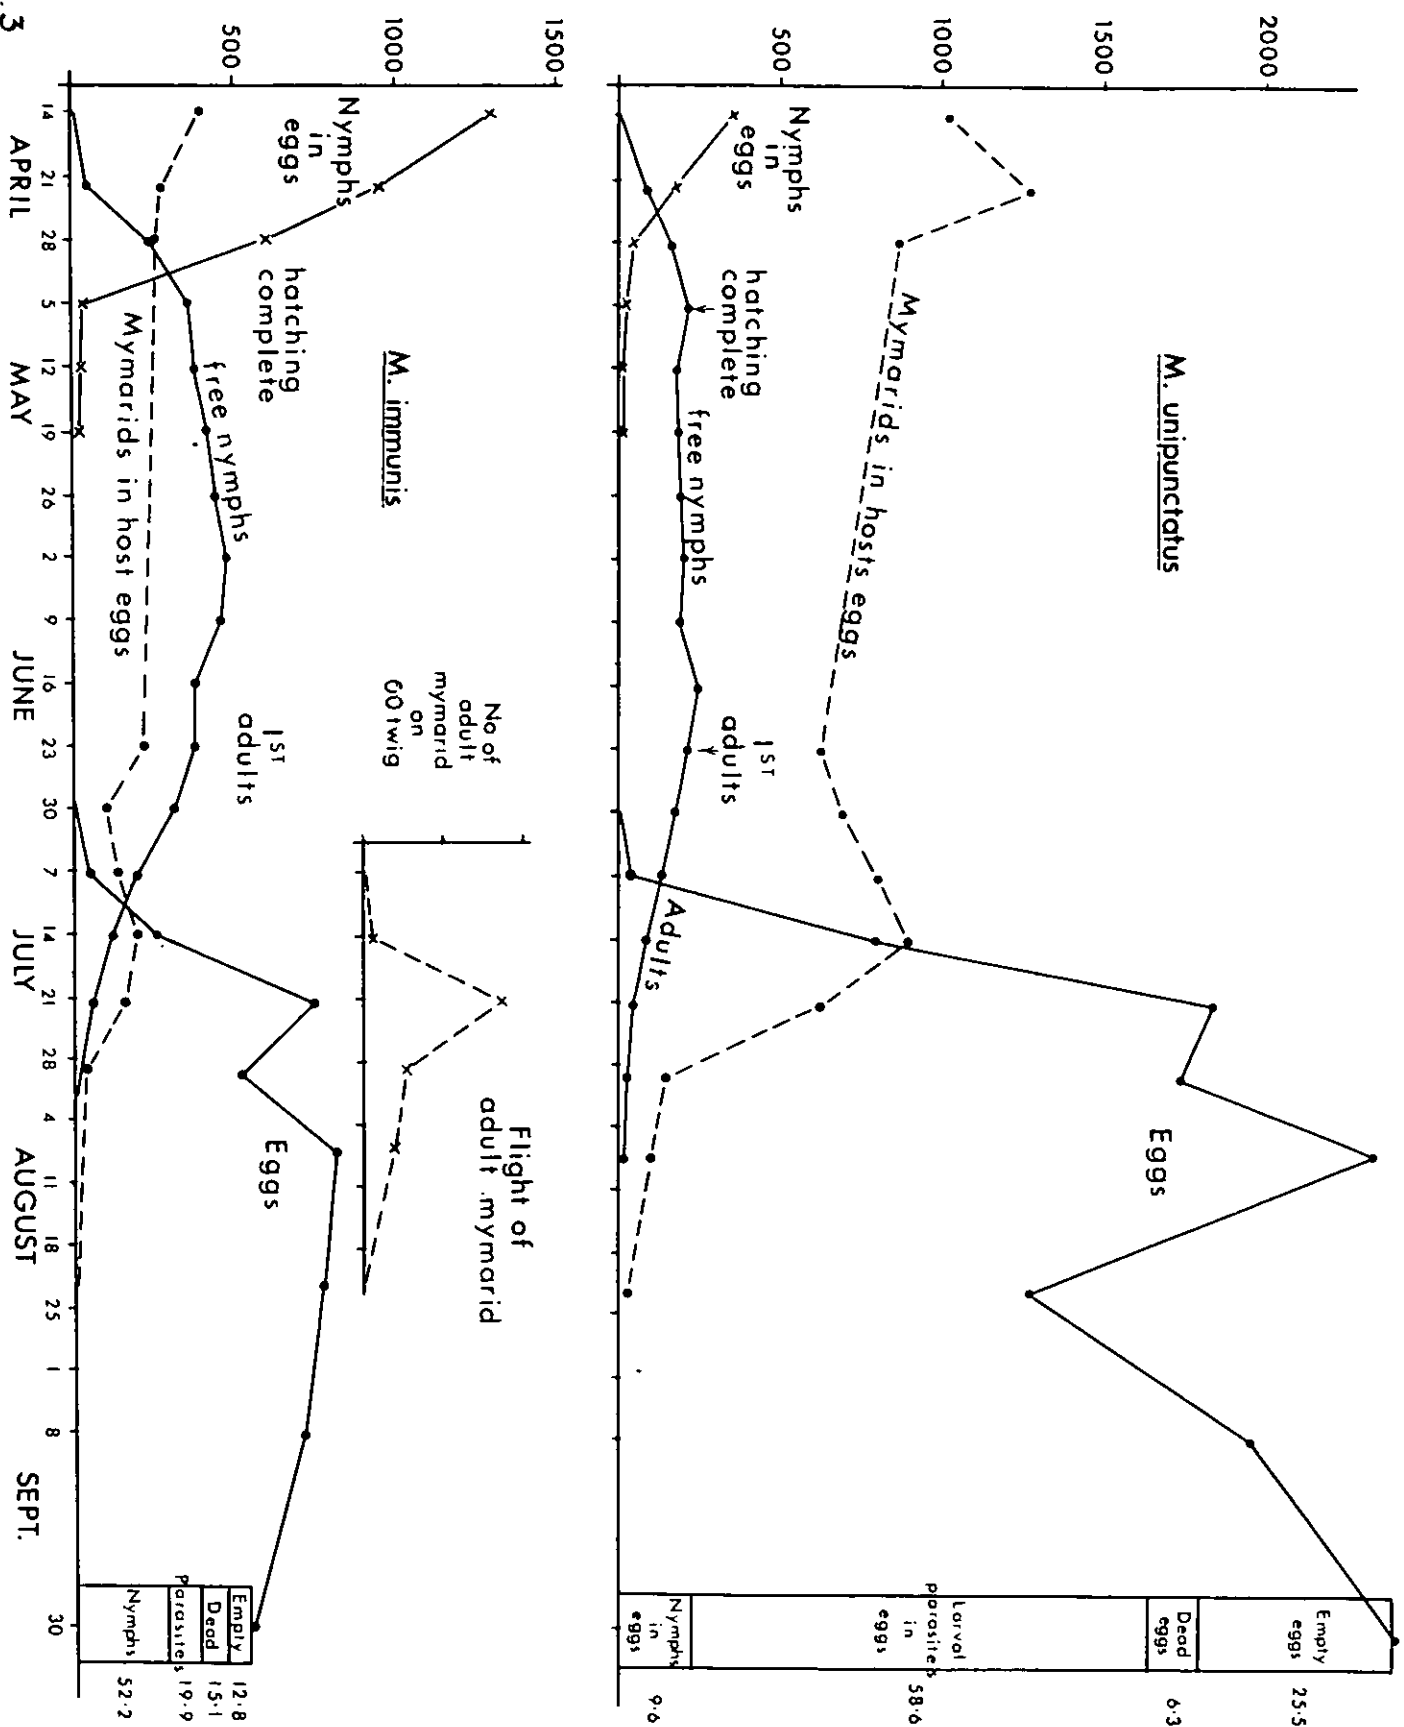 M. unipunctatus
2000
1500
1000
500
Mymarids in hosts eggs
Nymphs
in
eggs
hatching
complete
free nymphs
1ST
adults
Adults
Eggs
Empty
eggs
25.5
Dead
eggs
6.3
Larval
parasites
in
eggs
58.6
Nymphs
in
eggs
9.6
M. immunis
1500
1000
500
Nymphs
in
eggs
hatching
complete
Mymarids in host eggs
free nymphs
1ST
adults
No of
adult
mymarid
on
60 twig
Flight of
adult mymarid
Eggs
Empty 12.8
Dead 15.1
Parasites 19.9
Nymphs 52.2
14 21 28 5 12 19 26 2 9 16 23 30 7 14 21 28 4 11 18 25 1 8 30
APRIL MAY JUNE JULY AUGUST SEPT.
.3